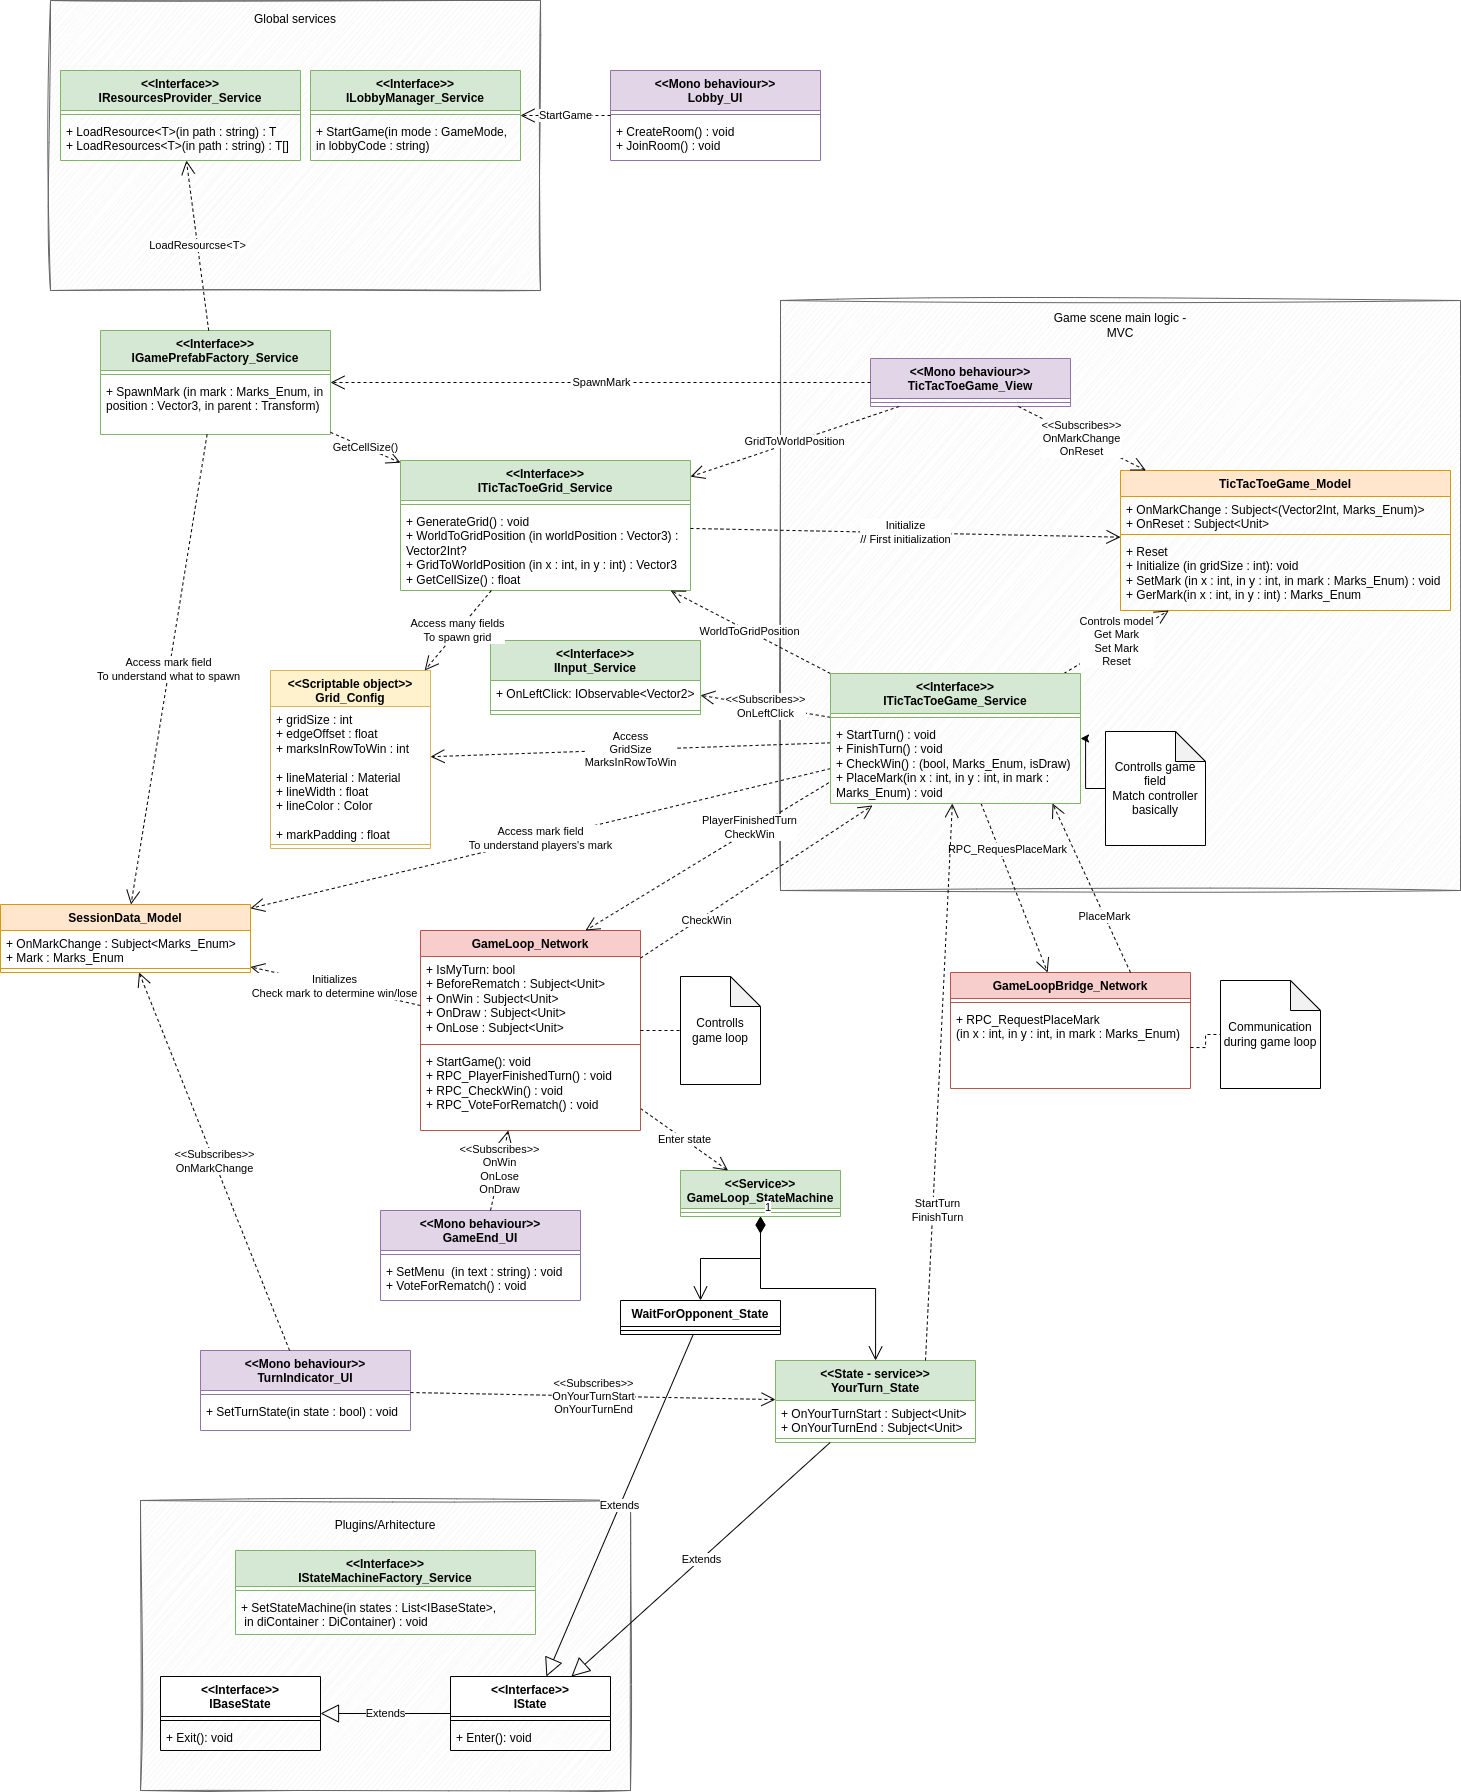 Global services
<<Interface>>
IResourcesProvider_Service
+ LoadResource<T>(in path : string) : T
+ LoadResources<T>(in path : string) : T[]
<<Interface>>
ILobbyManager_Service
+ StartGame(in mode : GameMode,
in lobbyCode : string)
StartGame
<<Mono behaviour>>
Lobby_UI
+ CreateRoom() : void
+ JoinRoom() : void
LoadResourcse<T>
<<Interface>>
IGamePrefabFactory_Service
+ SpawnMark (in mark : Marks_Enum, in
position : Vector3, in parent : Transform)
SpawnMark
Game scene main logic -
MVC
<<Mono behaviour>>
TicTacToeGame_View
GetCellSize()
GridToWorldPosition
<<Subscribes>>
OnMarkChange
OnReset
<<Interface>>
ITicTacToeGrid_Service
+ GenerateGrid() : void
+ WorldToGridPosition (in worldPosition : Vector3) :
Vector2Int?
+ GridToWorldPosition (in x : int, in y : int) : Vector3
+ GetCellSize() : float
Initialize
// First initialization
TicTacToeGame_Model
+ OnMarkChange : Subject<(Vector2Int, Marks_Enum)>
+ OnReset : Subject<Unit>
+ Reset
+ Initialize (in gridSize : int): void
+ SetMark (in x : int, in y : int, in mark : Marks_Enum) : void
+ GerMark(in x : int, in y : int) : Marks_Enum
Access many fields
To spawn grid
WorldToGridPosition
Controls model
Get Mark
Set Mark
Reset
Access mark field
To understand what to spawn
<<Interface>>
IInput_Service
+ OnLeftClick: IObservable<Vector2>
<<Subscribes>>
OnLeftClick
<<Scriptable object>>
Grid_Config
+ gridSize : int
+ edgeOffset : float
+ marksInRowToWin : int
+ lineMaterial : Material
+ lineWidth : float
+ lineColor : Color
+ markPadding : float
Access
GridSize
MarksInRowToWin
<<Interface>>
ITicTacToeGame_Service
+ StartTurn() : void
+ FinishTurn() : void
+ CheckWin() : (bool, Marks_Enum, isDraw)
+ PlaceMark(in x : int, in y : int, in mark :
Marks_Enum) : void
Controlls game
field
Match controller
basically
Access mark field
To understand players's mark
PlayerFinishedTurn
CheckWin
RPC_RequesPlaceMark
CheckWin
PlaceMark
SessionData_Model
+ OnMarkChange : Subject<Marks_Enum>
+ Mark : Marks_Enum
Initializes
Check mark to determine win/lose
GameLoop_Network
+ IsMyTurn: bool
+ BeforeRematch : Subject<Unit>
+ OnWin : Subject<Unit>
+ OnDraw : Subject<Unit>
+ OnLose : Subject<Unit>
+ StartGame(): void
+ RPC_PlayerFinishedTurn() : void
+ RPC_CheckWin() : void
+ RPC_VoteForRematch() : void
Controlls
game loop
GameLoopBridge_Network
+ RPC_RequestPlaceMark
(in x : int, in y : int, in mark : Marks_Enum)
Communication
during game loop
<<Subscribes>>
OnMarkChange
<<Subscribes>>
OnWin
OnLose
OnDraw
Enter state
<<Service>>
GameLoop_StateMachine
1
StartTurn
FinishTurn
<<Mono behaviour>>
GameEnd_UI
+ SetMenu  (in text : string) : void
+ VoteForRematch() : void
WaitForOpponent_State
<<Mono behaviour>>
TurnIndicator_UI
+ SetTurnState(in state : bool) : void
<<Subscribes>>
OnYourTurnStart
OnYourTurnEnd
<<State - service>>
YourTurn_State
+ OnYourTurnStart : Subject<Unit>
+ OnYourTurnEnd : Subject<Unit>
Extends
Extends
Plugins/Arhitecture
<<Interface>>
IStateMachineFactory_Service
+ SetStateMachine(in states : List<IBaseState>,
in diContainer : DiContainer) : void
<<Interface>>
IBaseState
+ Exit(): void
Extends
<<Interface>>
IState
+ Enter(): void